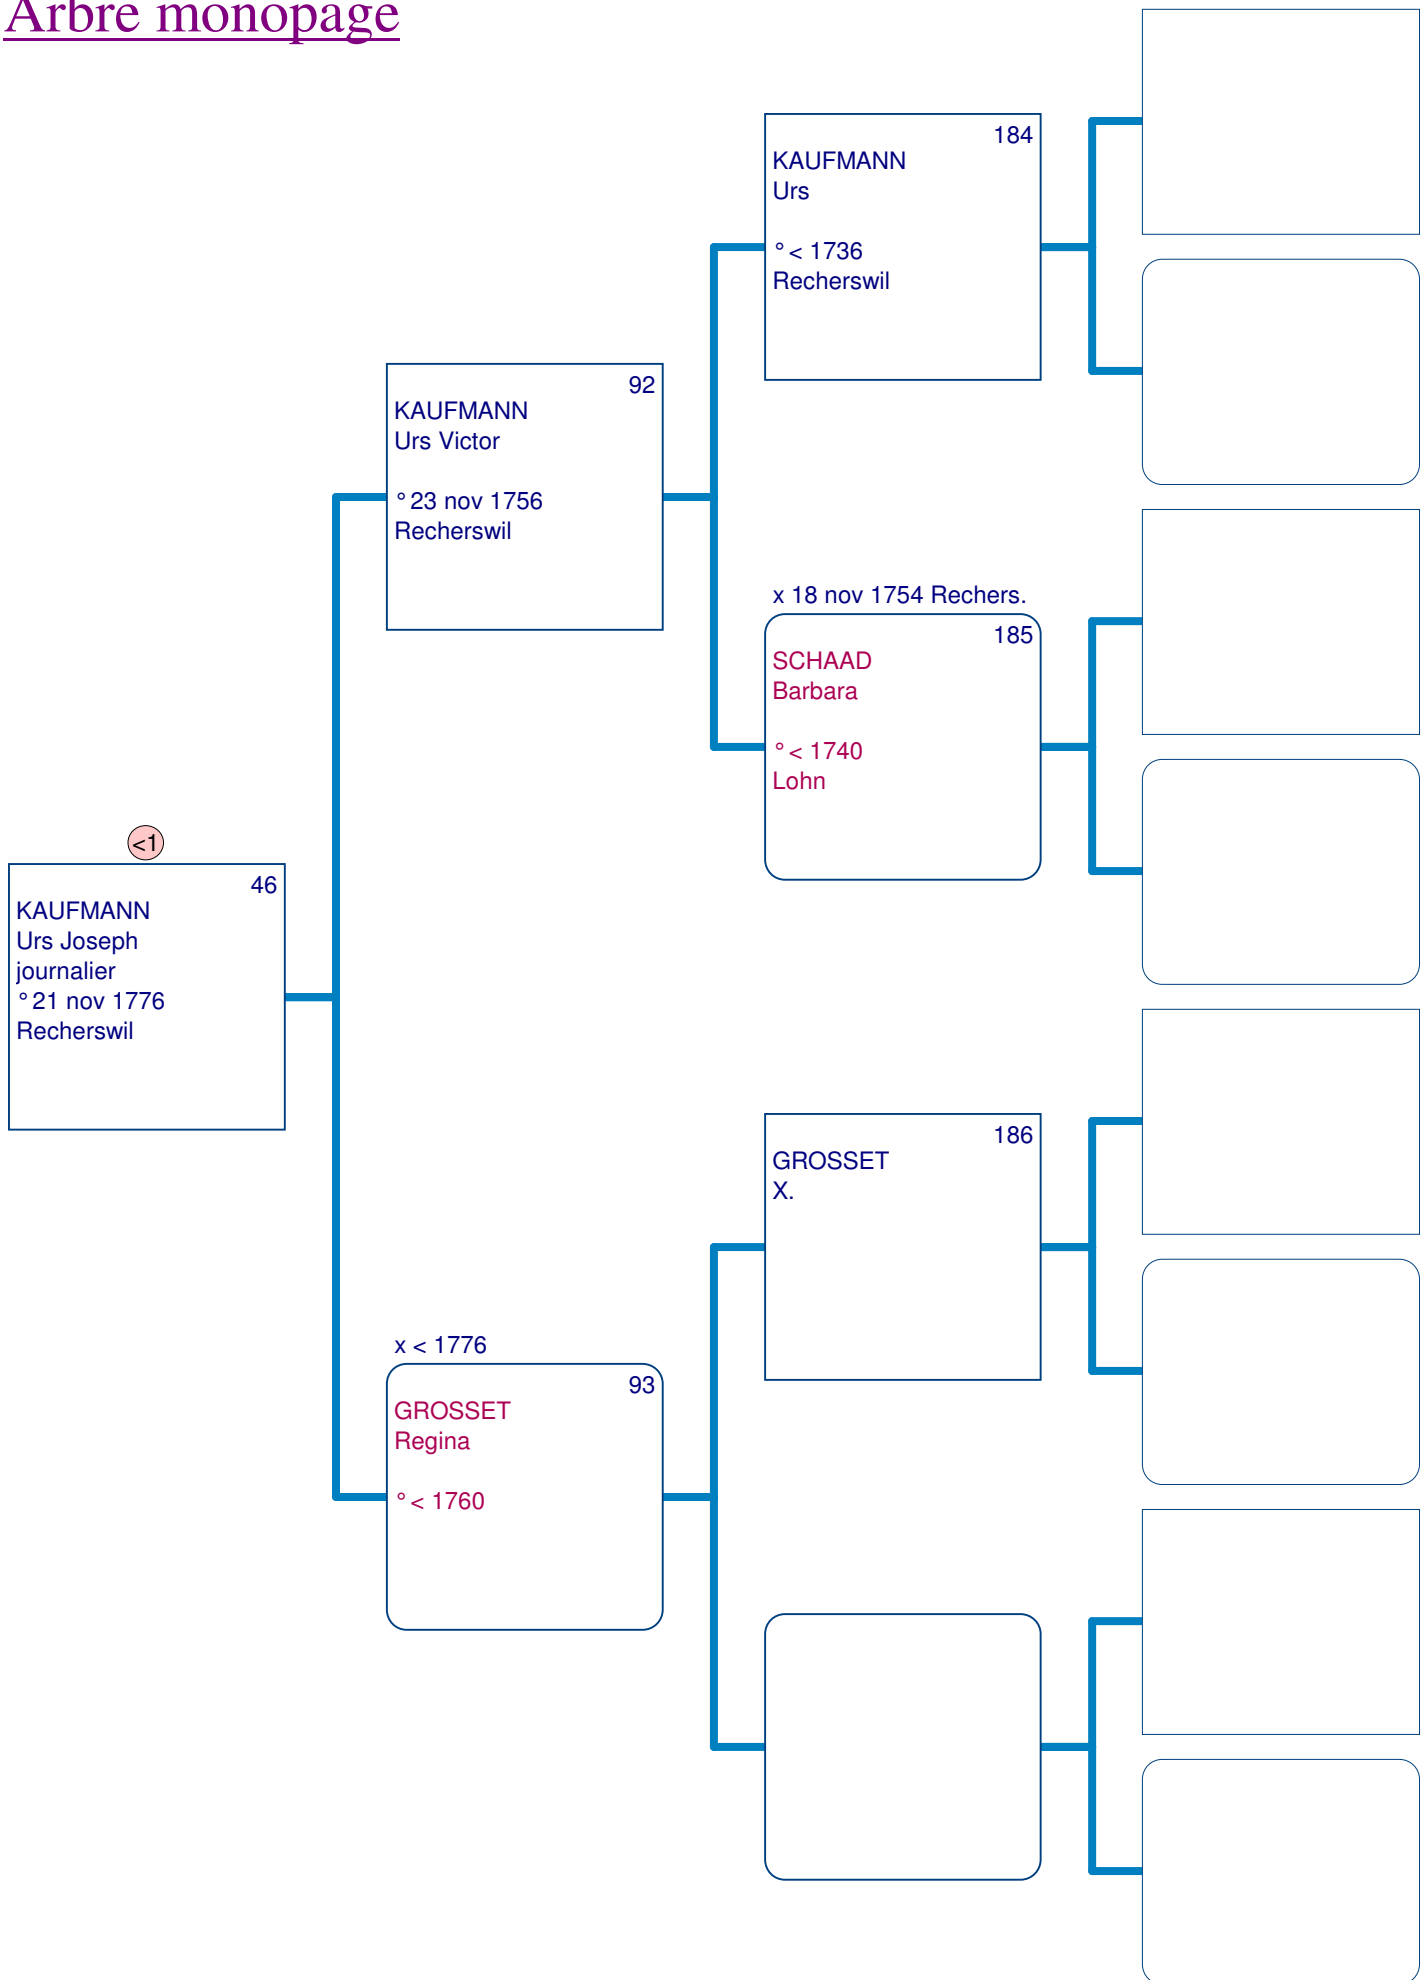 Arbre monopage
184
KAUFMANN
Urs
° < 1736
Recherswil
92
KAUFMANN
Urs Victor
° 23 nov 1756
Recherswil
x 18 nov 1754 Rechers.
185
SCHAAD
Barbara
° < 1740
Lohn
<1
46
KAUFMANN
Urs Joseph
journalier
° 21 nov 1776
Recherswil
186
GROSSET
X.
x < 1776
93
GROSSET
Regina
° < 1760